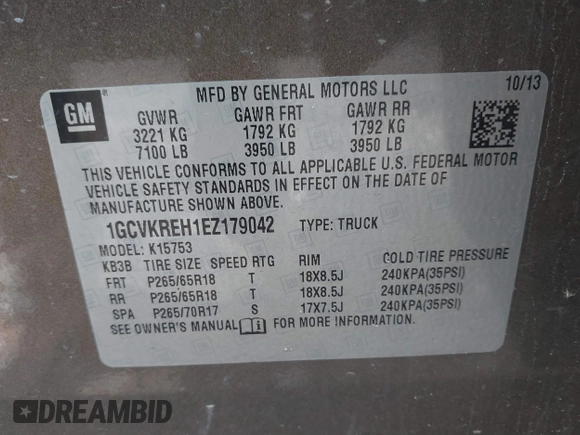 GM
MFD BY GENERAL MOTORS LLC 10/13
GVWR GAWR FRT GAWR RR
3221 KG 1792 KG 1792 KG
7100 LB 3950 LB 3950 LB
THIS VEHICLE CONFORMS TO ALL APPLICABLE U.S. FEDERAL MOTOR
VEHICLE SAFETY STANDARDS IN EFFECT ON THE DATE OF
MANUFACTURE SHOWN ABOVE.
1GCVKREH1EZ179042 TYPE: TRUCK
MODEL: K15753
KB3B TIRE SIZE SPEED RTG RIM COLD TIRE PRESSURE
FRT P265/65R18 T 18X8.5J 240KPA(35PSI)
RR P265/65R18 T 18X8.5J 240KPA(35PSI)
SPA P265/70R17 S 17X7.5J 240KPA(35PSI)
SEE OWNER'S MANUAL FOR MORE INFORMATION.
DREAMBID